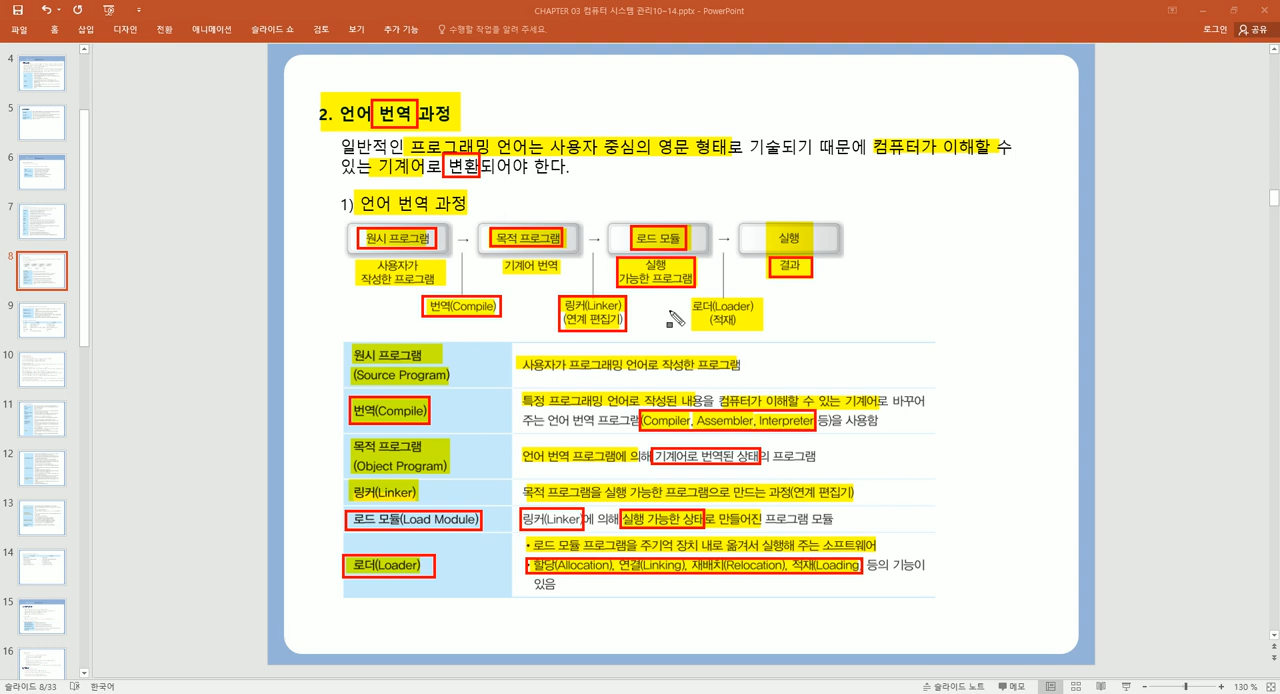 CHAPTER 03 컴퓨터 시스템 관리10~14.pptx - PowerPoint
파일 홈 삽입 디자인 전환 애니메이션 슬라이드 쇼 검토 보기 추가 기능 수행할 작업을 알려 주세요. 로그인 공유
4
5
6
7
8
9
10
11
12
13
14
15
16
2. 언어 번역 과정
일반적인 프로그래밍 언어는 사용자 중심의 영문 형태로 기술되기 때문에 컴퓨터가 이해할 수
있는 기계어로 변환되어야 한다.
1) 언어 번역 과정
원시 프로그램 → 목적 프로그램 → 로드 모듈 → 실행
사용자가
작성한 프로그램
기계어 번역
실행
가능한 프로그램
결과
번역(Compile)
링커(Linker)
(연계 편집기)
로더(Loader)
(적재)
원시 프로그램
(Source Program)
사용자가 프로그래밍 언어로 작성한 프로그램
번역(Compile)
특정 프로그래밍 언어로 작성된 내용을 컴퓨터가 이해할 수 있는 기계어로 바꾸어
주는 언어 번역 프로그램(Compiler, Assembler, Interpreter 등)을 사용함
목적 프로그램
(Object Program)
언어 번역 프로그램에 의해 기계어로 번역된 상태의 프로그램
링커(Linker)
목적 프로그램을 실행 가능한 프로그램으로 만드는 과정(연계 편집기)
로드 모듈(Load Module)
링커(Linker)에 의해 실행 가능한 상태로 만들어진 프로그램 모듈
로더(Loader)
• 로드 모듈 프로그램을 주기억 장치 내로 옮겨서 실행해 주는 소프트웨어
• 할당(Allocation), 연결(Linking), 재배치(Relocation), 적재(Loading 등의 기능이
있음
슬라이드 8/33 한국어 슬라이드 노트 메모 130 %